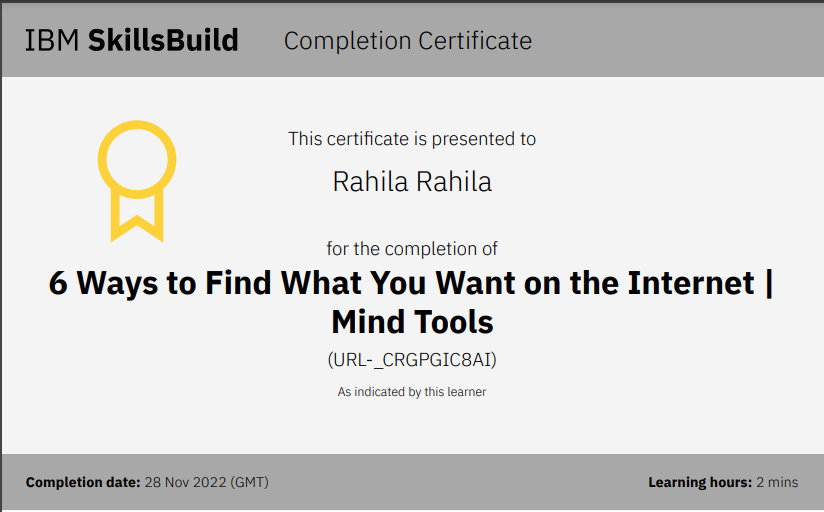 IBM SkillsBuild Completion Certificate
This certificate is presented to
Rahila Rahila
for the completion of
6 Ways to Find What You Want on the Internet |
Mind Tools
(URL-_CRGPGIC8AI)
As indicated by this learner
Completion date: 28 Nov 2022 (GMT) Learning hours: 2 mins